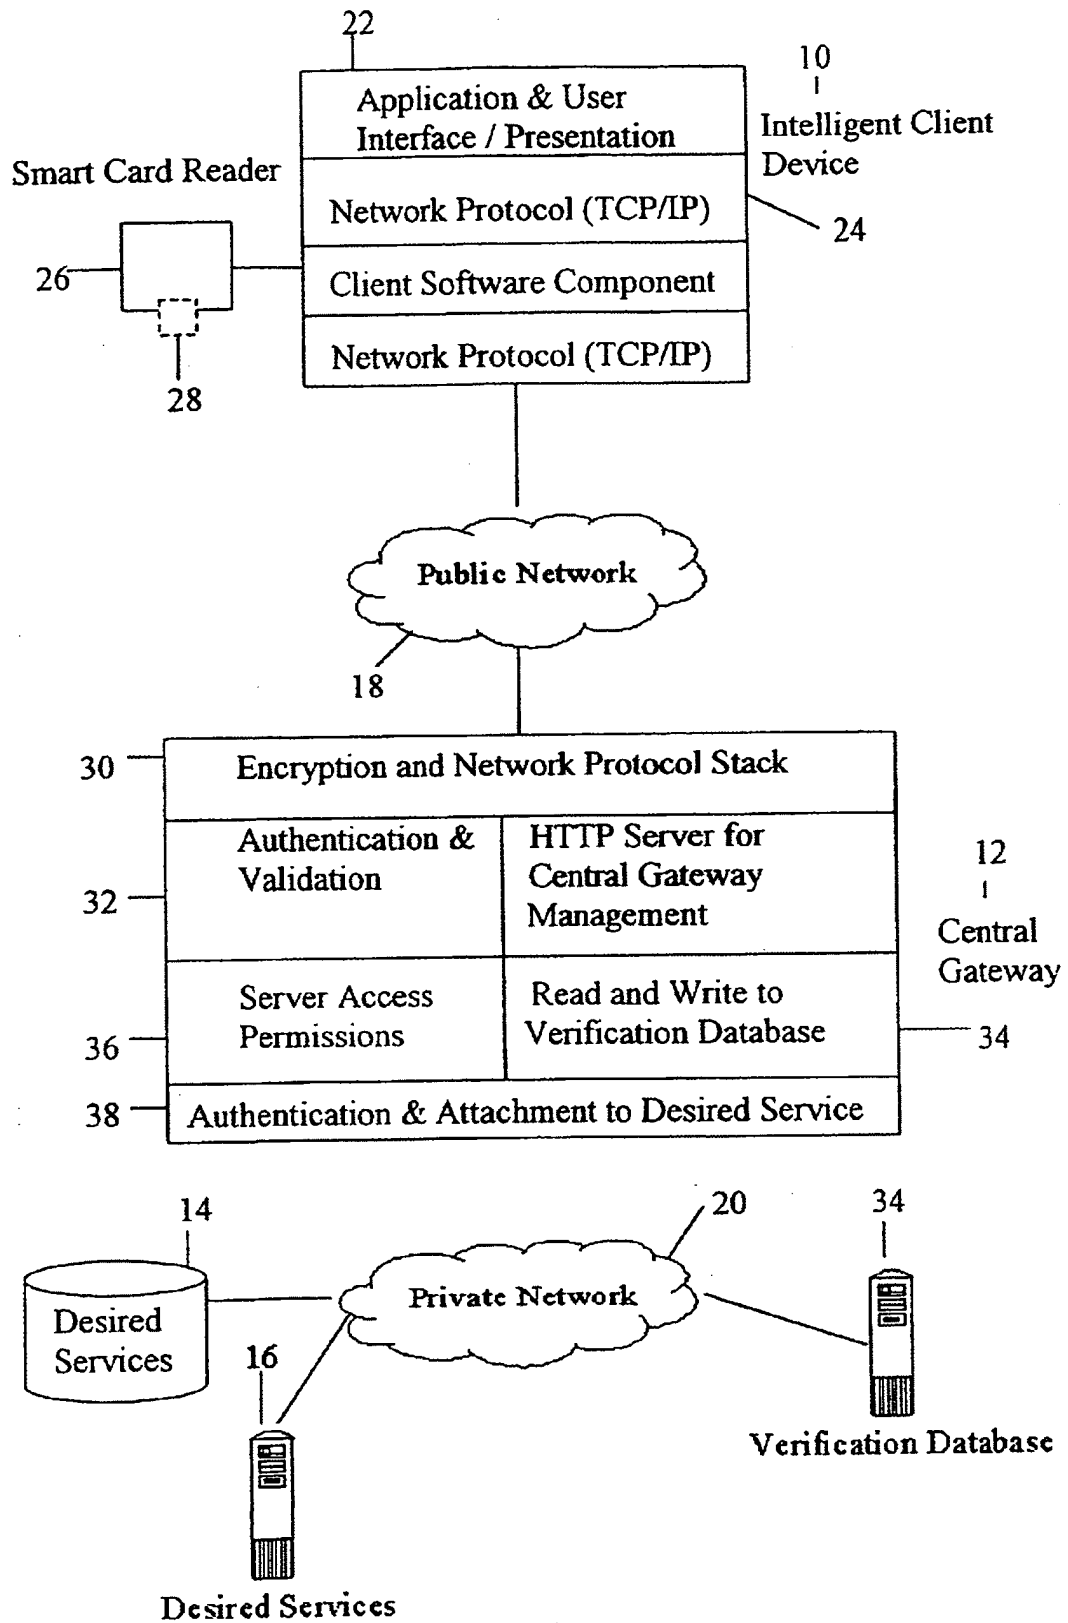 22
Application & User
Interface / Presentation
10
Intelligent Client
Device
Smart Card Reader
Network Protocol (TCP/IP)
24
26
Client Software Component
Network Protocol (TCP/IP)
28
Public Network
18
30
Encryption and Network Protocol Stack
Authentication &
Validation
HTTP Server for
Central Gateway
Management
32
12
Central
Gateway
Server Access
Permissions
Read and Write to
Verification Database
36
34
38
Authentication & Attachment to Desired Service
14
20
34
Desired
Services
Private Network
16
Verification Database
Desired Services